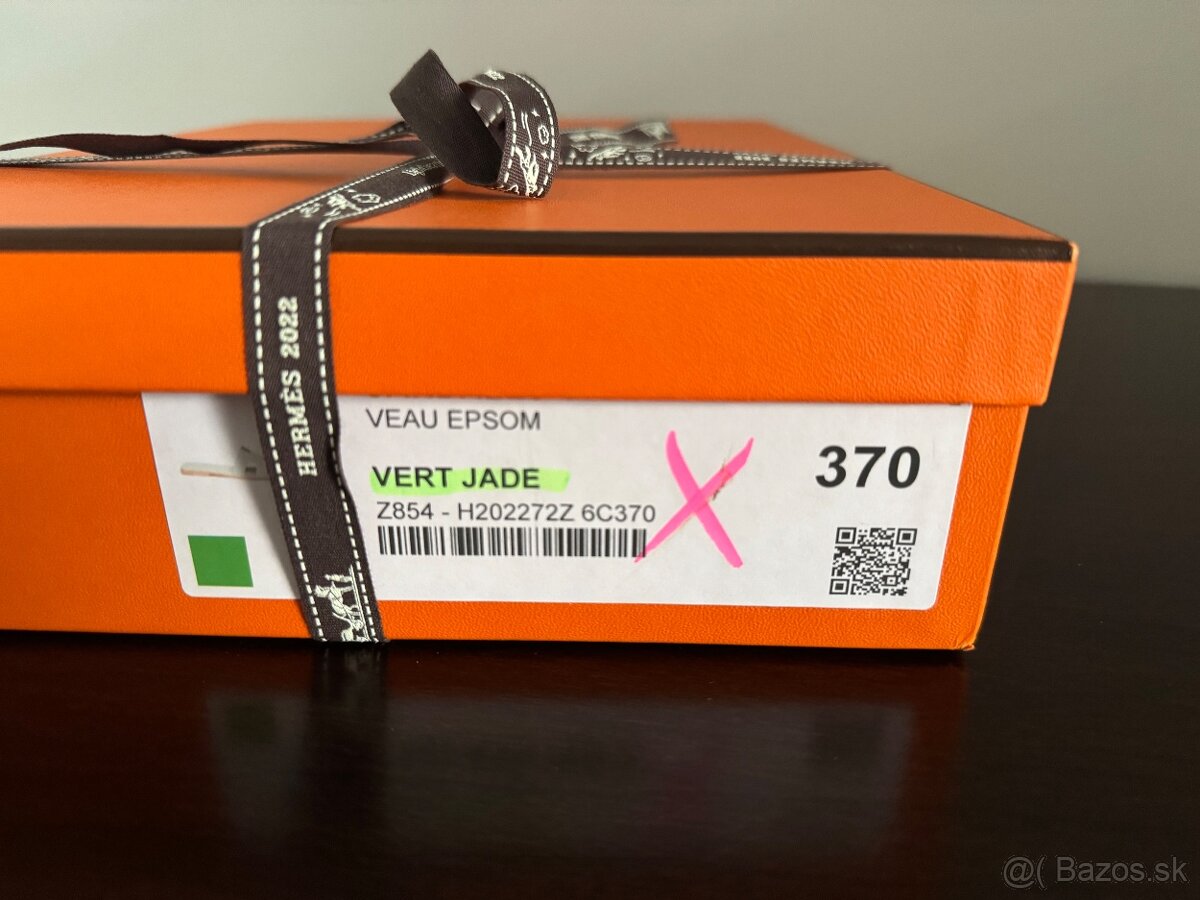 HERMÈS 2022
VEAU EPSOM
VERT JADE
370
Z854 - H202272Z 6C370
@( Bazos.sk